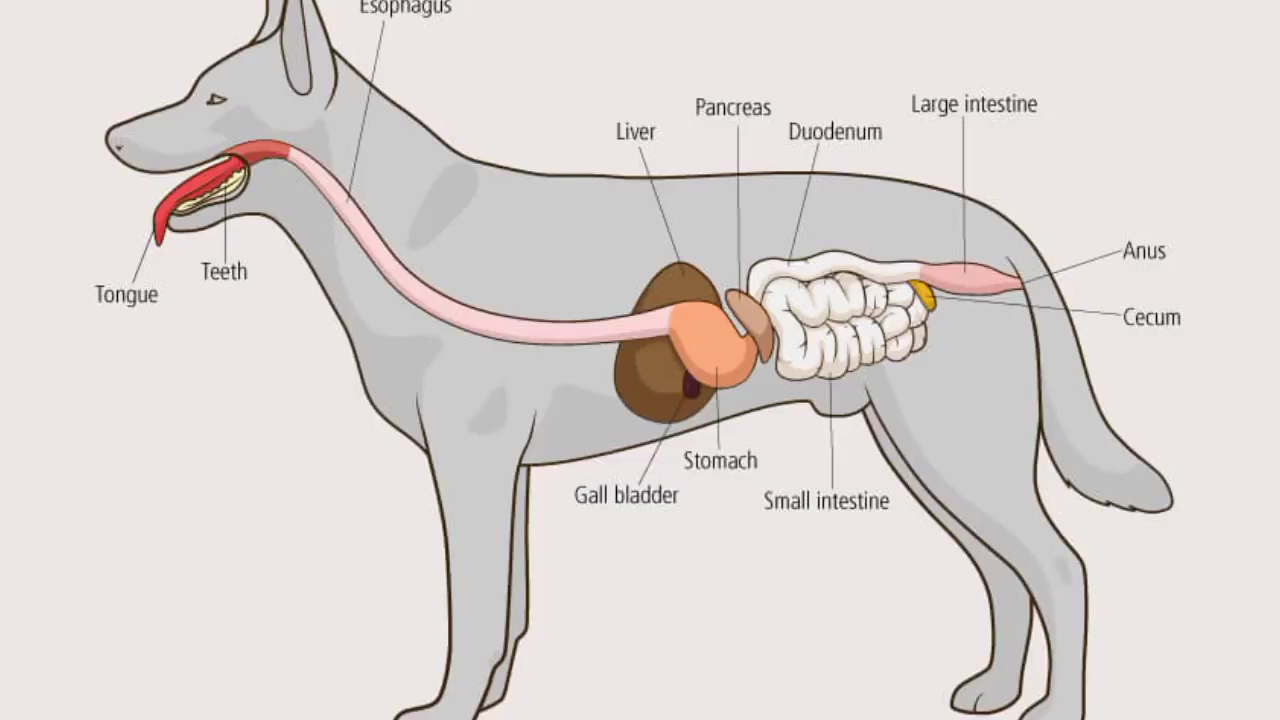 Esophagus
Large intestine
Pancreas
Liver
Duodenum
Anus
Teeth
Tongue
Cecum
Stomach
Gall bladder
Small intestine